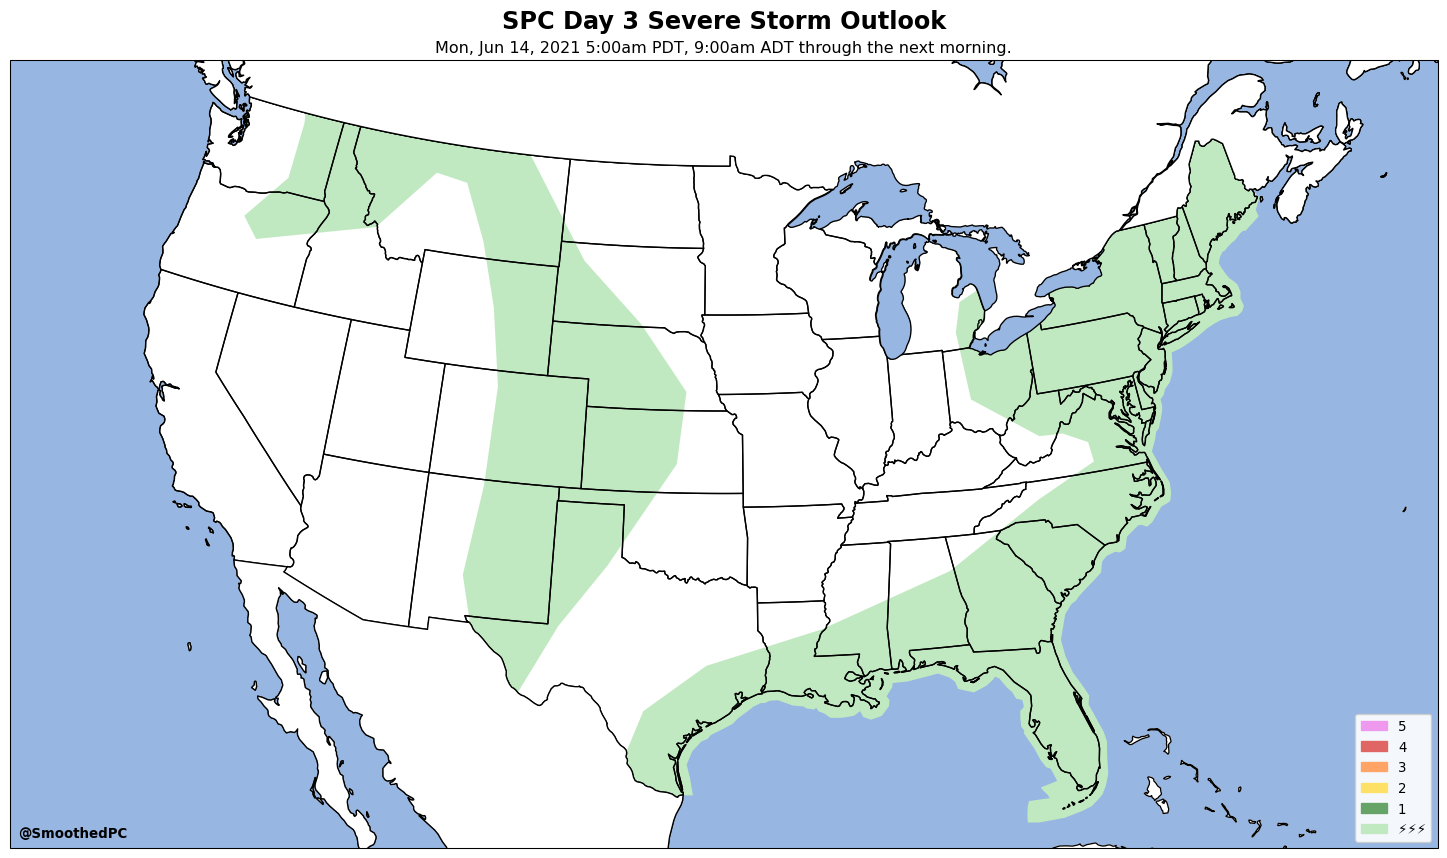 SPC Day 3 Severe Storm Outlook
Mon, Jun 14, 2021 5:00am PDT, 9:00am ADT through the next morning.
5
4
3
2
1
⚡⚡⚡
@SmoothedPC